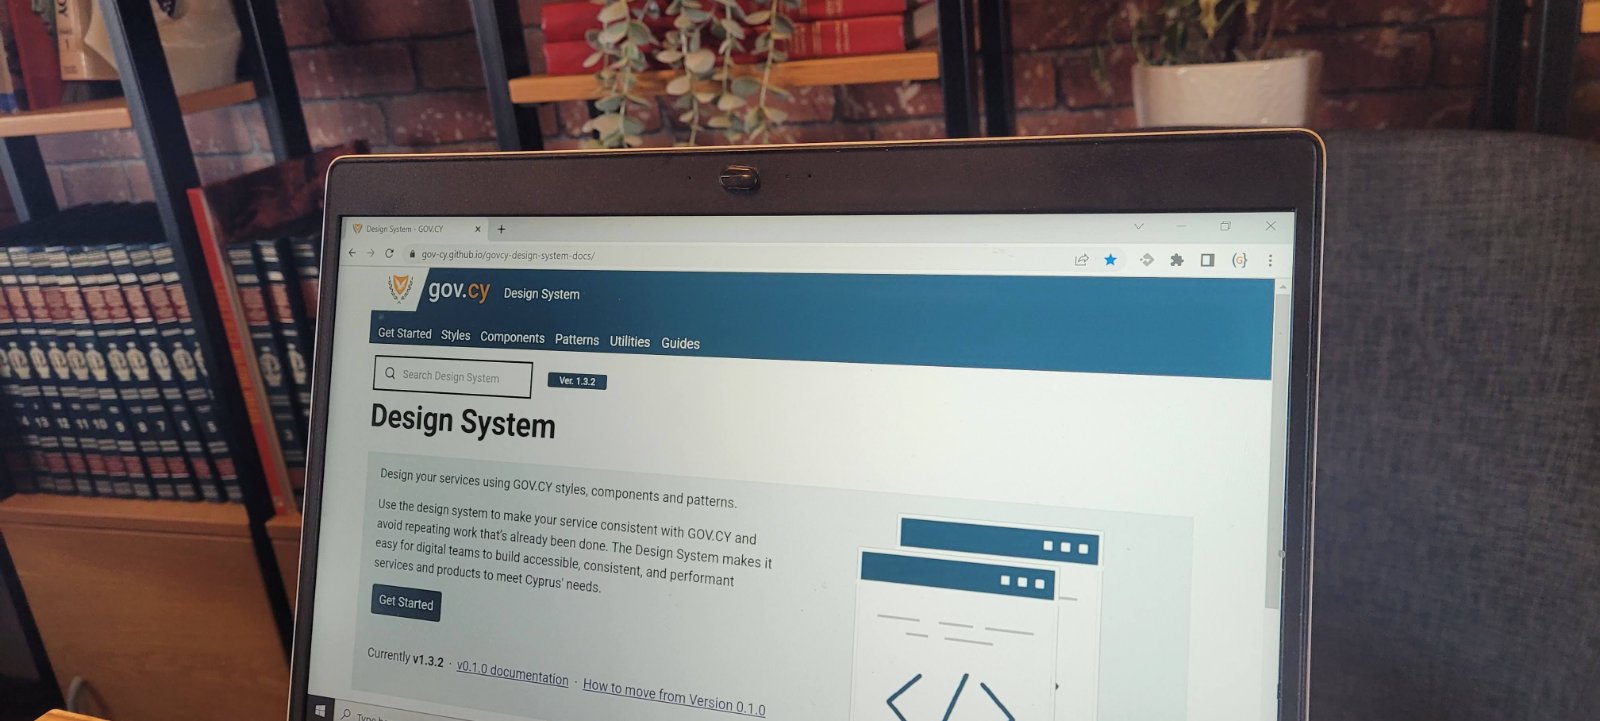 Design System - GOV.CY
gov-cy.github.io/govcy-design-system-docs/
gov.cy Design System
Get Started Styles Components Patterns Utilities Guides
Search Design System
Ver. 1.3.2
Design System
Design your services using GOV.CY styles, components and patterns.
Use the design system to make your service consistent with GOV.CY and
avoid repeating work that's already been done. The Design System makes it
easy for digital teams to build accessible, consistent, and performant
services and products to meet Cyprus' needs.
Get Started
Currently v1.3.2 · v0.1.0 documentation · How to move from Version 0.1.0